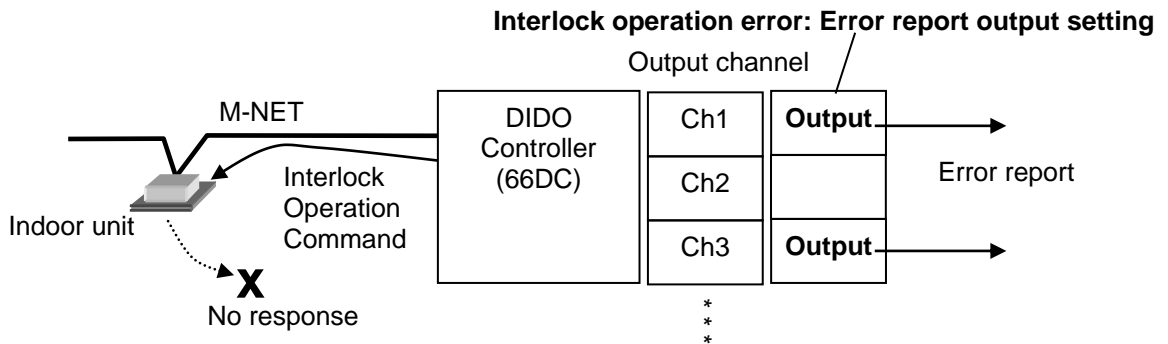 Interlock operation error: Error report output setting
Output channel
M-NET
DIDO
Controller
(66DC)
Ch1
Output
Ch2
Error report
Interlock
Operation
Command
Indoor unit
Ch3
Output
X
No response
*
*
*